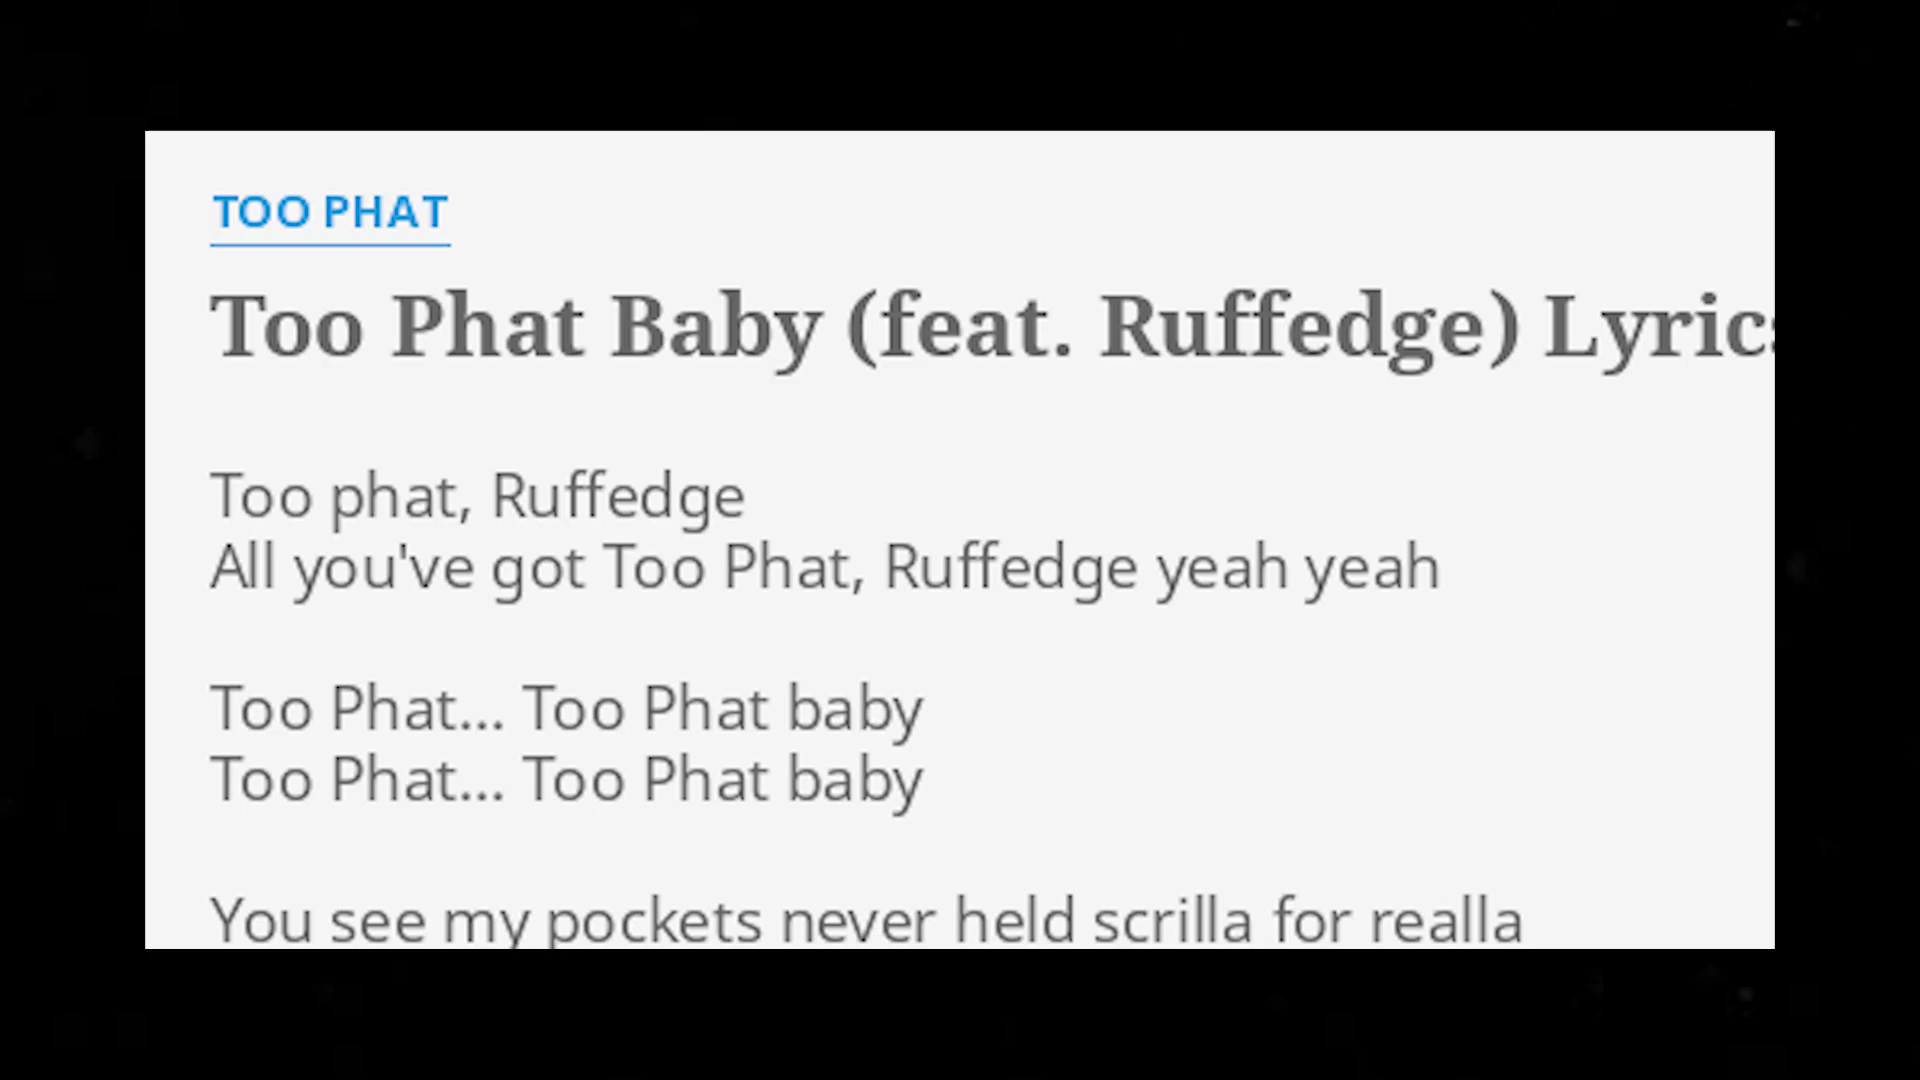 TOO PHAT
Too Phat Baby (feat. Ruffedge) Lyrics
Too phat, Ruffedge
All you've got Too Phat, Ruffedge yeah yeah
Too Phat... Too Phat baby
Too Phat... Too Phat baby
You see my pockets never held scrilla for realla